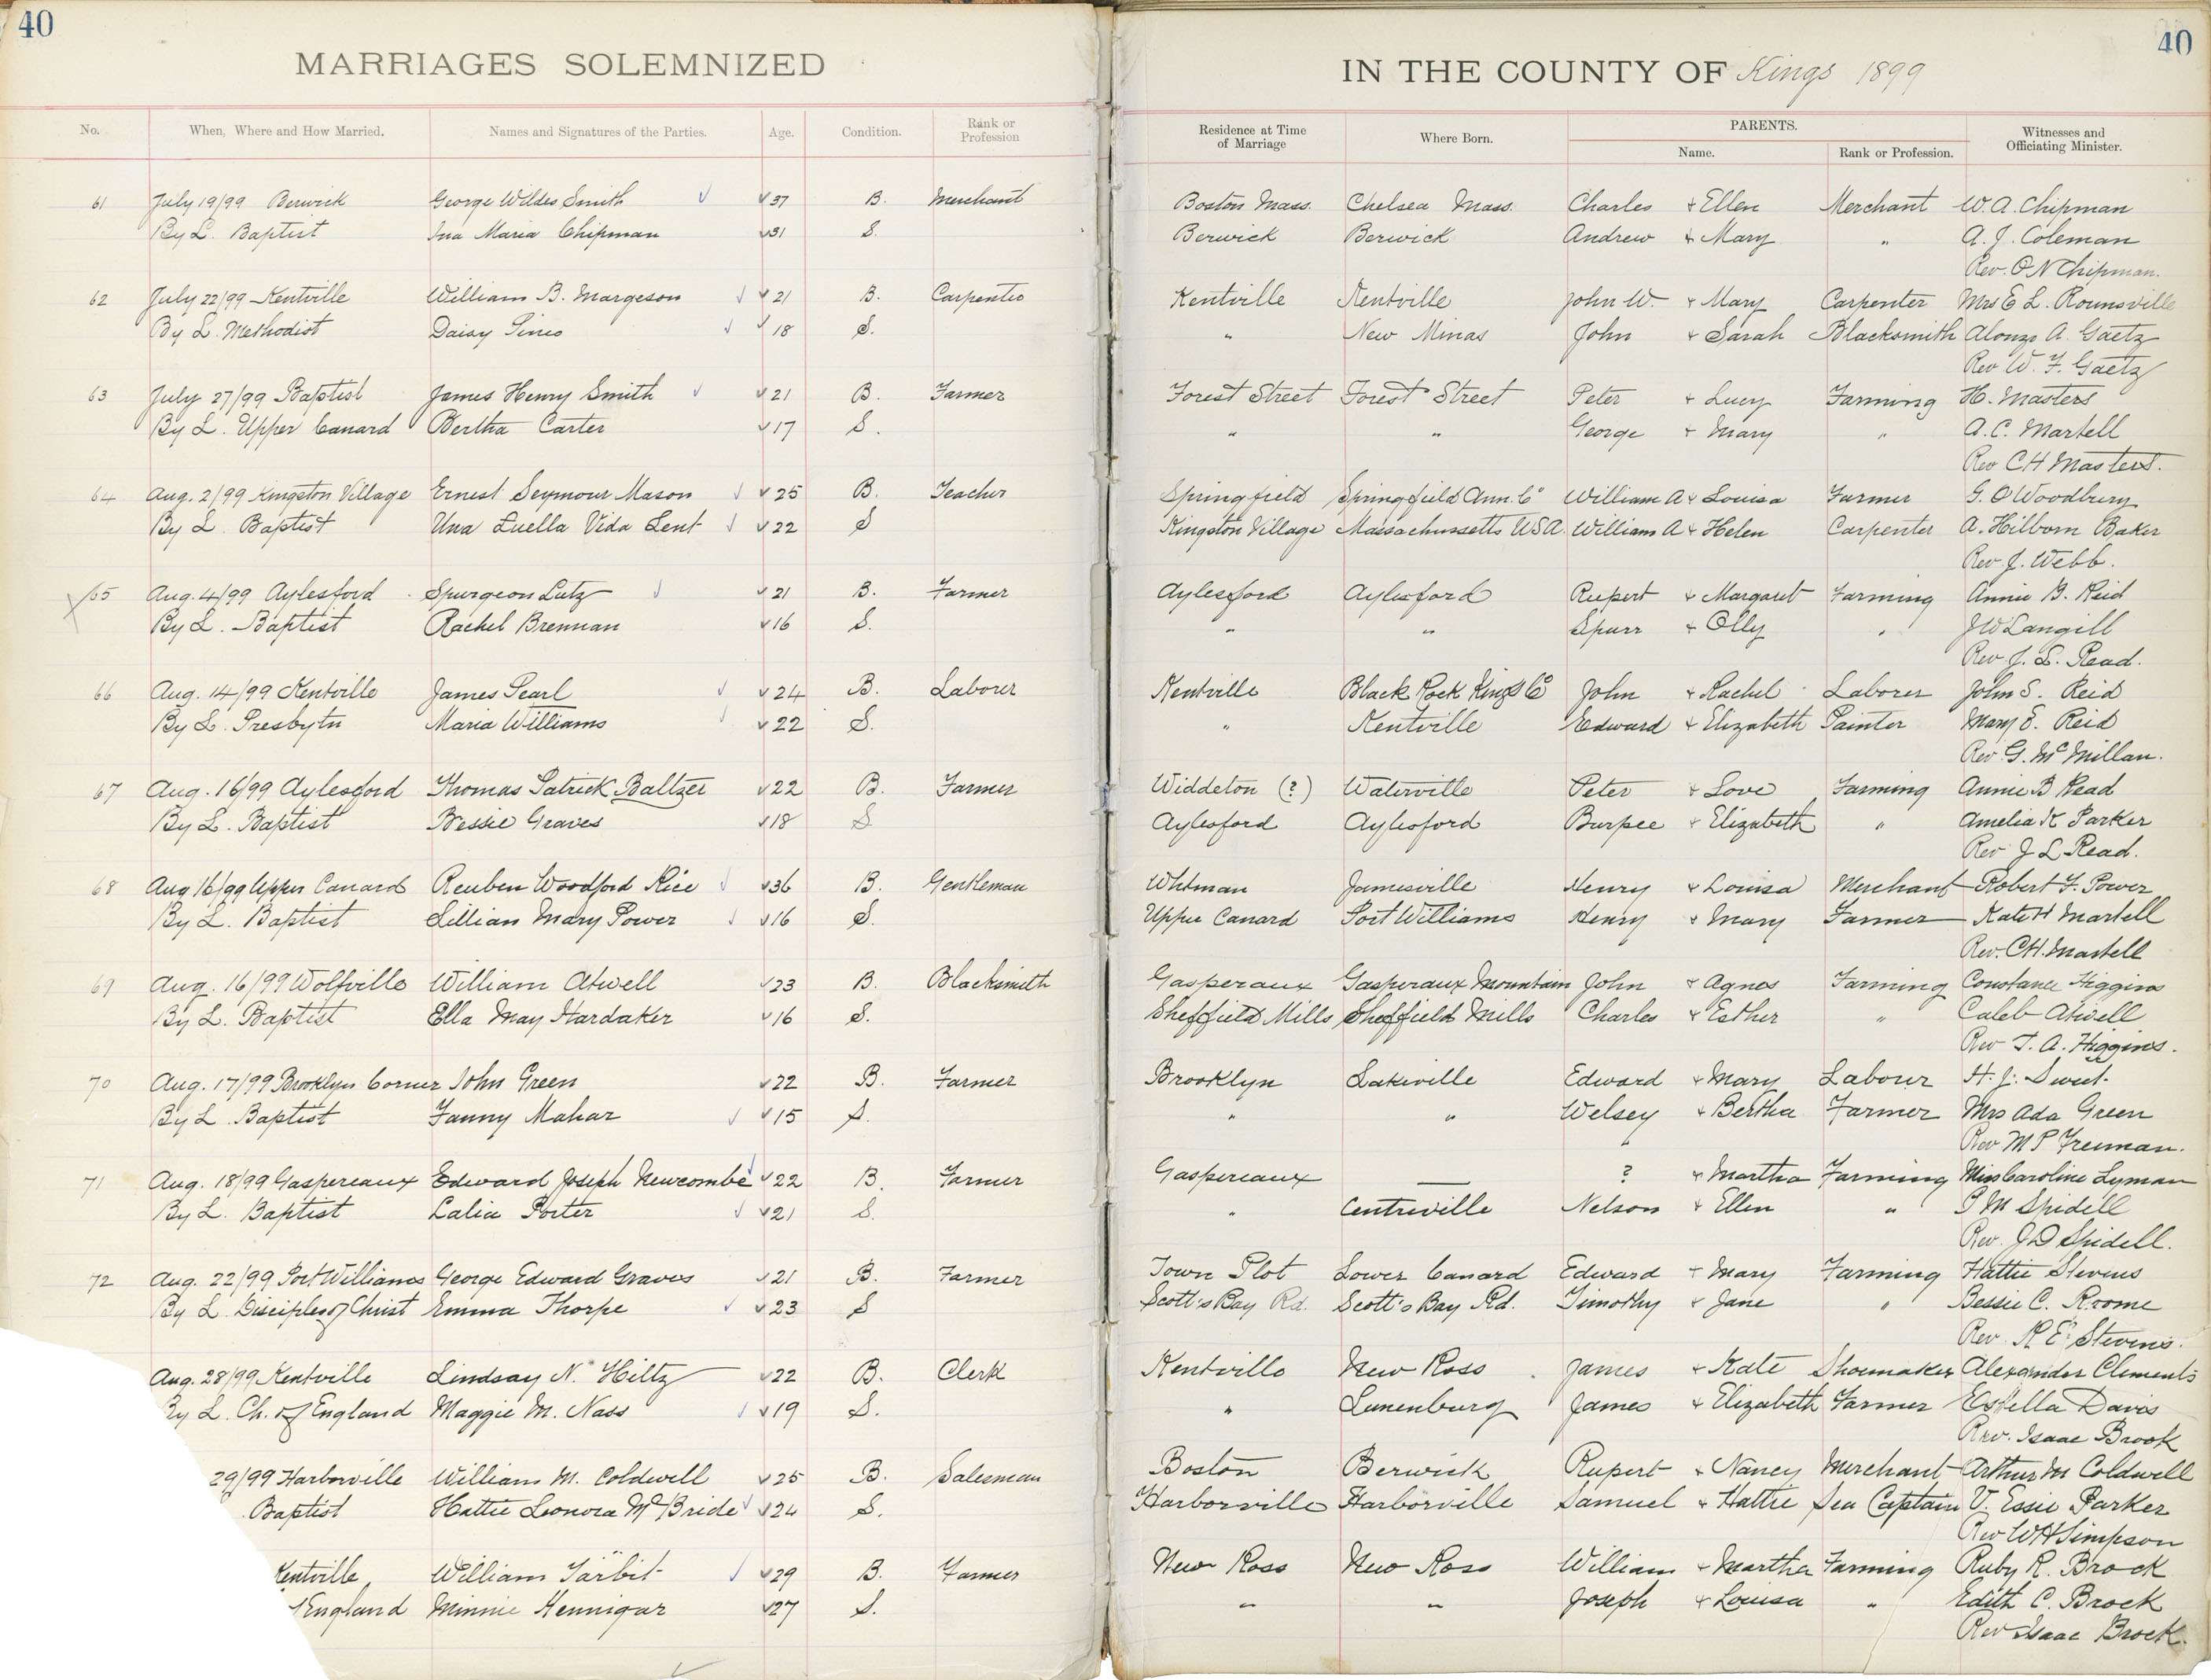 40
MARRIAGES SOLEMNIZED
No. When, Where and How Married. Names and Signatures of the Parties. Age. Condition. Rank or Profession
61 July 19/99 Berwick George Wildes Smith 37 B. Merchant
By L. Baptist Ina Maria Chipman 31 S.
62 July 22/99 Kentville William B. Margeson 21 B. Carpenter
By L. Methodist Daisy Pineo 18 S.
63 July 27/99 Baptist James Henry Smith 21 B. Farmer
By L. Upper Canard Bertha Carter 17 S.
64 Aug. 2/99 Kingston Village Ernest Seymour Mason 25 B. Teacher
By L. Baptist Una Luella Vida Lent 22 S
65 Aug. 4/99 Aylesford Spurgeon Lutz 21 B. Farmer
By L. Baptist Rachel Brennan 16 S.
66 Aug. 14/99 Kentville James Pearl 24 B. Laborer
By L. Presbytn Maria Williams 22 S.
67 Aug. 16/99 Aylesford Thomas Patrick Baltzer 22 B. Farmer
By L. Baptist Bessie Graves 18 S
68 Aug 16/99 Upper Canard Reuben Woodford Rice 36 B. Gentleman
By L. Baptist Lillian Mary Power 16 S.
69 Aug. 16/99 Wolfville William Atwell 23 B. Blacksmith
By L. Baptist Ella May Hardaker 16 S.
70 Aug. 17/99 Brooklyn Corner John Green 22 B. Farmer
By L. Baptist Fanny Mahar 15 S.
71 Aug. 18/99 Gaspereaux Edward Joseph Newcombe 22 B. Farmer
By L. Baptist Lalia Porter 21 S.
72 Aug. 22/99 Port Williams George Edward Graves 21 B. Farmer
By L. Disciples of Christ Emma Thorpe 23 S
Aug. 28/99 Kentville Lindsay N. Hiltz 22 B. Clerk
By L. Ch. of England Maggie M. Nass 19 S.
29/99 Harborville William M. Coldwell 25 B. Salesman
Baptist Hattie Leonora McBride 24 S.
Kentville William Tarbit 29 B. Farmer
England Minnie Hennigar 27 S.
40
IN THE COUNTY OF Kings 1899
Residence at Time of Marriage Where Born. PARENTS. Name. Rank or Profession. Witnesses and Officiating Minister.
Boston Mass. Chelsea Mass. Charles + Ellen Merchant W. A. Chipman
Berwick Berwick Andrew + Mary " A. J. Coleman
Rev. O N Chipman.
Kentville Kentville John W. + Mary Carpenter Mrs E L. Rounsville
" New Minas John + Sarah Blacksmith Alonzo A. Gaetz
Rev W. F. Gaetz
Forest Street Forest Street Peter + Lucy Farming H. Masters
" " George + Mary " A. C. Martell
Rev C H Masters.
Springfield Springfield Ann. Co William A + Louisa Farmer G. O Woodbury
Kingston Village Massachussetts USA. William A + Helen Carpenter A. Hilborn Baker
Rev J. Webb.
Aylesford Aylesford Rupert + Margaret Farming Annie B. Reid
" " Spurr + Olly " J W Langill
Rev J. L. Read.
Kentville Black Rock Kings Co John + Rachel Laborer John S. Reid
" Kentville Edward + Elizabeth Painter Mary E. Reid
Rev G. McMillan.
Widdeton (?) Waterville Peter + Love Farming Annie B Read
Aylesford Aylesford Burpee + Elizabeth " Amelia K Parker
Rev J L Read.
Whitman Jamesville Henry + Louisa Merchant Robert F. Power
Upper Canard Port Williams Henry + Mary Farmer Kate H Martell
Rev. C H. Martell
Gasperaux Gasperaux Mountain John + Agnes Farming Constance Higgins
Sheffield Mills Sheffield Mills Charles + Esther " Caleb Atwell
Rev T. A. Higgins.
Brooklyn Lakeville Edward + Mary Labour H. J. Sweet
" " Welsey + Bertha Farmer Mrs Ada Green
Rev M P Freeman.
Gaspereaux — ? + Martha Farming Miss Caroline Lyman
" Centreville Nelson + Ellen " P M Spidell
Rev. J D Spidell.
Town Plot Lower Canard Edward + Mary Farming Hattie Stevens
Scott's Bay Rd. Scott's Bay Rd. Timothy + Jane " Bessie C. Roome
Rev. R E Stevens.
Kentville New Ross James + Kate Shoemaker Alexander Clements
" Lunenburg James + Elizabeth Farmer Estella Davis
Rev. Isaac Brock
Boston Berwick Rupert + Nancy Merchant Arthur M Coldwell
Harborville Harborville Samuel + Hattie Sea Captain V. Essie Parker
Rev W H Simpson
New Ross New Ross William + Martha Farming Ruby R. Brock
" " Joseph + Louisa " Edith C. Brock
Rev Isaac Brock.